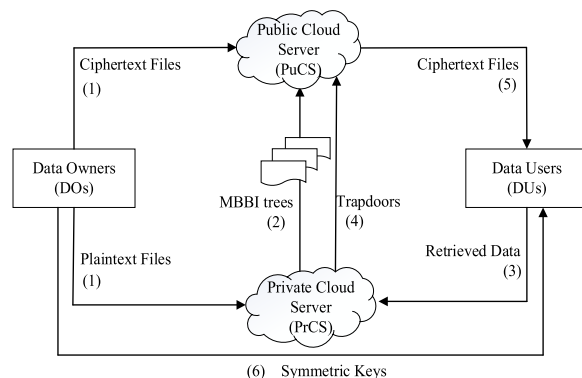 Public Cloud
Server
(PuCS)
Ciphertext Files
(1)
Ciphertext Files
(5)
Data Owners
(DOs)
Data Users
(DUs)
MBBI trees
(2)
Trapdoors
(4)
Plaintext Files
(1)
Retrieved Data
(3)
Private Cloud
Server
(PrCS)
(6) Symmetric Keys